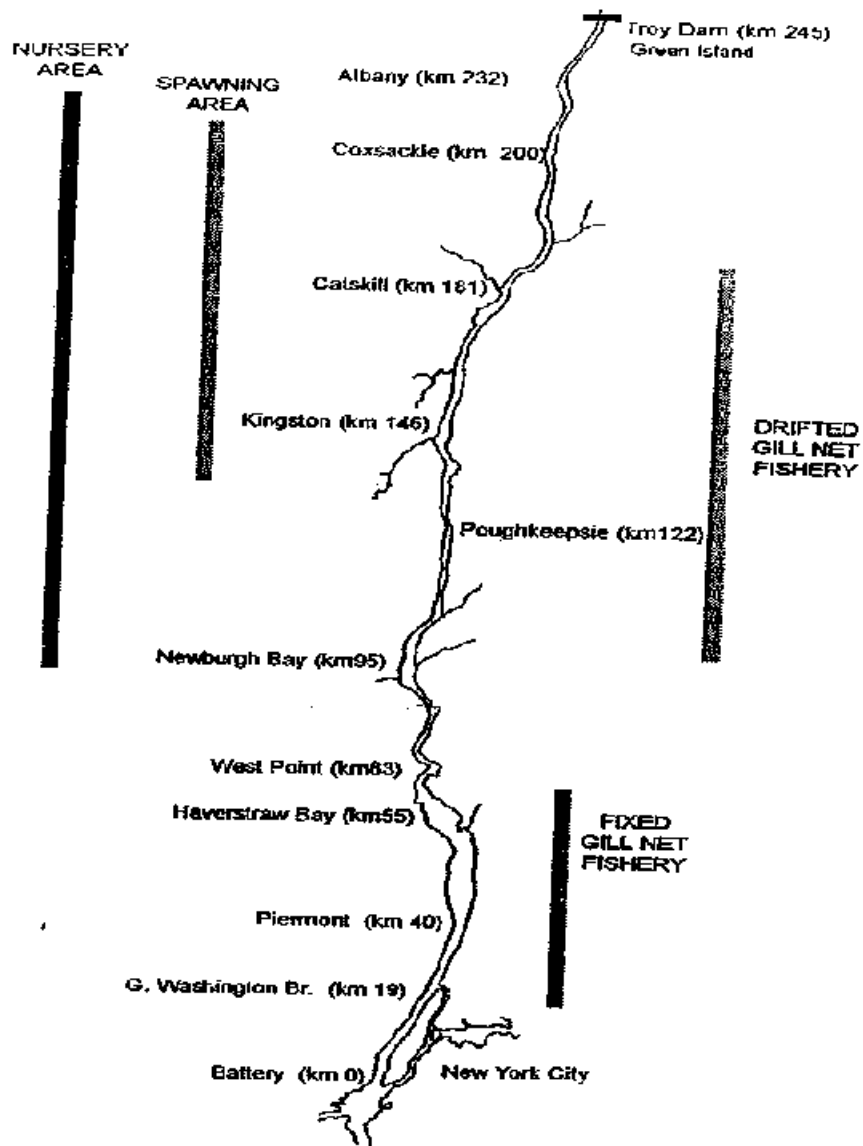 Troy Dam (km 245)
Green Island
NURSERY
AREA
SPAWNING
AREA
Albany (km 232)
Coxsackie (km 200)
Catskill (km 181)
Kingston (km 146)
DRIFTED
GILL NET
FISHERY
Poughkeepsie (km122)
Newburgh Bay (km95)
West Point (km83)
Haverstraw Bay (km55)
FIXED
GILL NET
FISHERY
Piermont (km 40)
G. Washington Br. (km 19)
Battery (km 0)
New York City